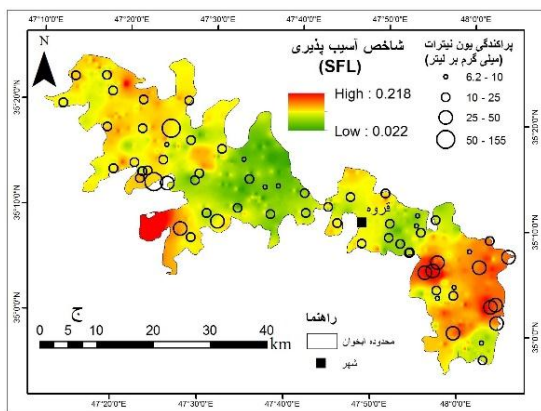 47°10'0"E 47°20'0"E 47°30'0"E 47°40'0"E 47°50'0"E 48°0'0"E
N
شاخص آسیب پذیری
(SFL)
High : 0.218
Low : 0.022
پراکندگی یون نیترات
(میلی گرم بر لیتر)
6.2 - 10
10 - 25
25 - 50
50 - 155
35°20'0"N
35°10'0"N
35°0'0"N
قروه
35°10'0"N
35°0'0"N
ج
0 5 10 20 30 40
km
راهنما
محدوده آبخوان
شهر
47°20'0"E 47°30'0"E 47°40'0"E 47°50'0"E 48°0'0"E